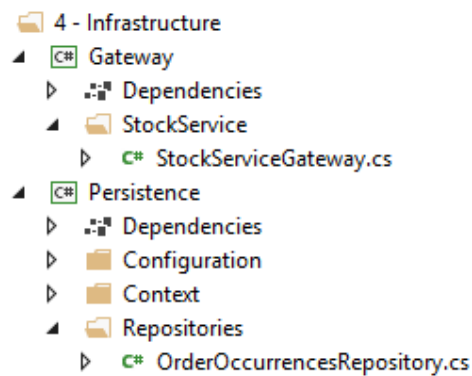 4 - Infrastructure
C# Gateway
Dependencies
StockService
C# StockServiceGateway.cs
C# Persistence
Dependencies
Configuration
Context
Repositories
C# OrderOccurrencesRepository.cs